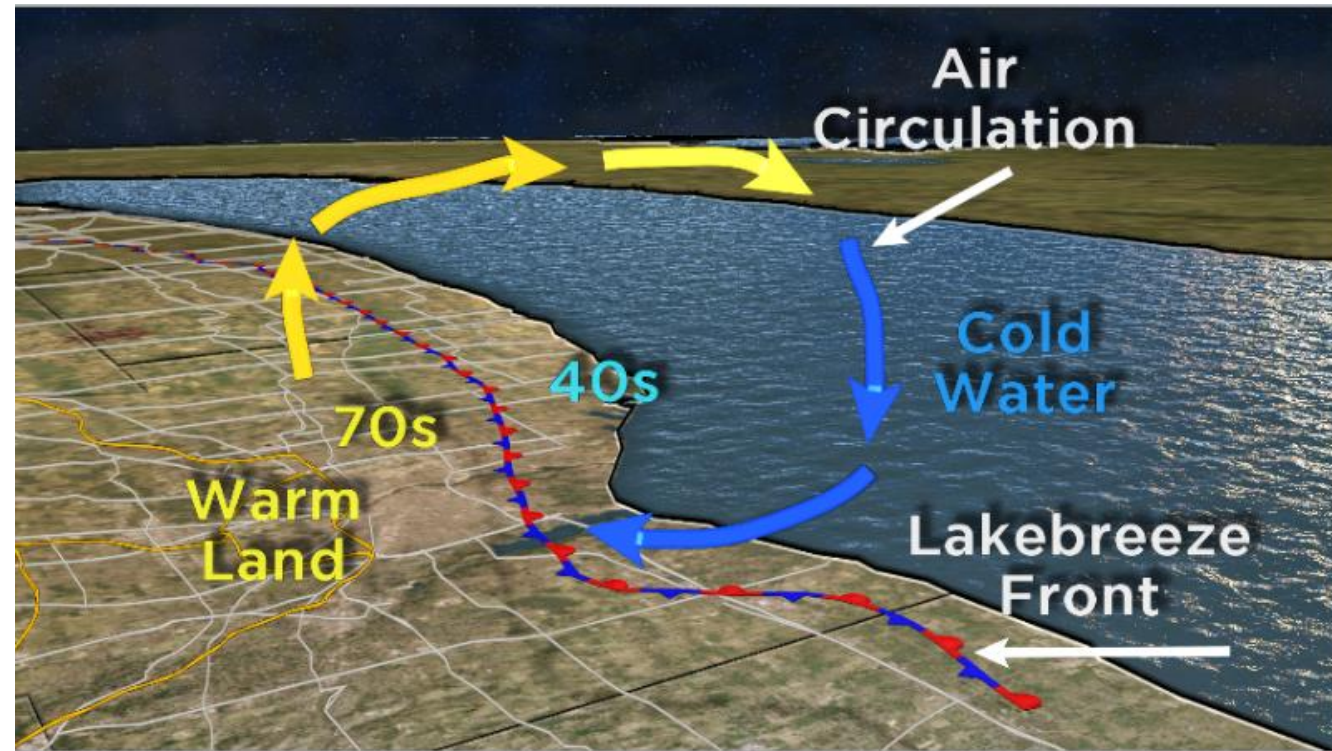 Air
Circulation
40s
Cold
Water
70s
Warm
Land
Lakebreeze
Front